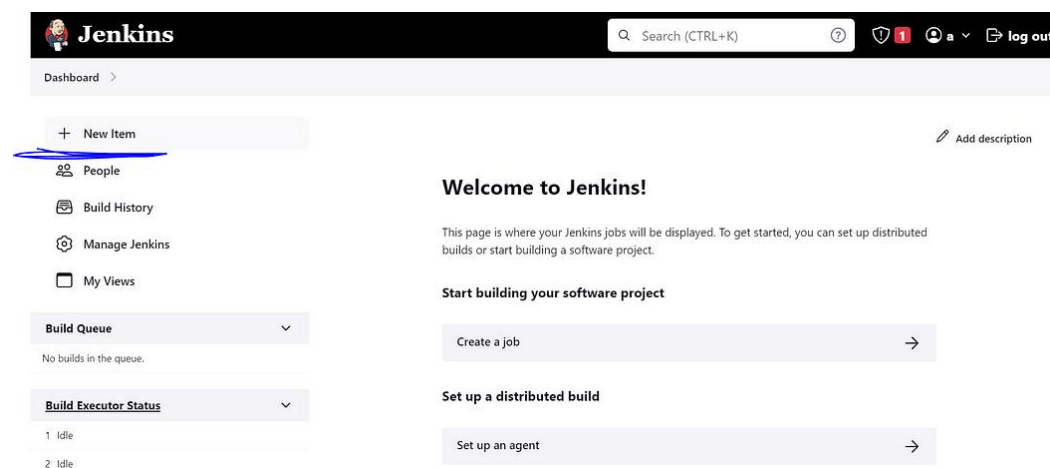 Jenkins
Search (CTRL+K)
1
a
log out
Dashboard
New Item
People
Build History
Manage Jenkins
My Views
Build Queue
No builds in the queue.
Build Executor Status
1 Idle
2 Idle
Add description
Welcome to Jenkins!
This page is where your Jenkins jobs will be displayed. To get started, you can set up distributed
builds or start building a software project.
Start building your software project
Create a job
Set up a distributed build
Set up an agent